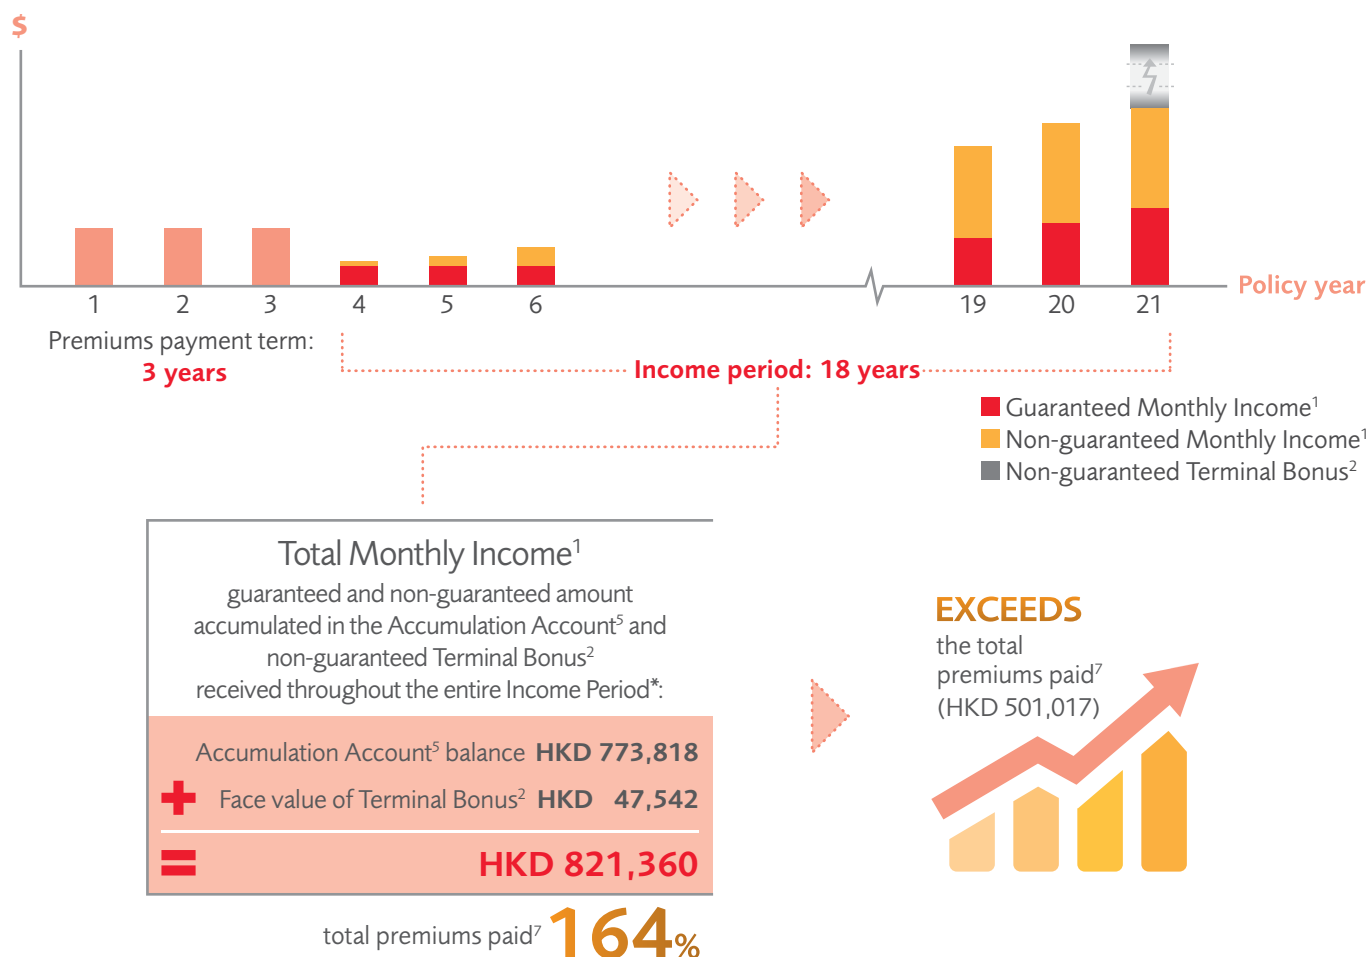 $
1 2 3 4 5 6 19 20 21
Policy year
Premiums payment term:
3 years
Income period: 18 years
Guaranteed Monthly Income¹
Non-guaranteed Monthly Income¹
Non-guaranteed Terminal Bonus²
Total Monthly Income¹
guaranteed and non-guaranteed amount
accumulated in the Accumulation Account⁵ and
non-guaranteed Terminal Bonus²
received throughout the entire Income Period*:
Accumulation Account⁵ balance HKD 773,818
+ Face value of Terminal Bonus² HKD 47,542
= HKD 821,360
total premiums paid⁷ 164%
EXCEEDS
the total
premiums paid⁷
(HKD 501,017)